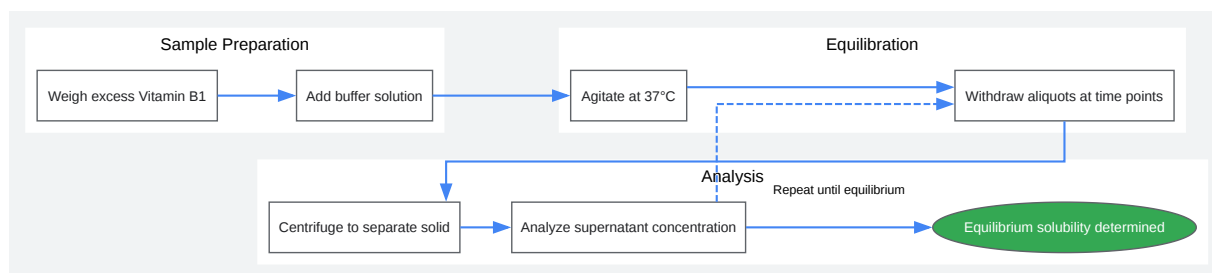 Sample Preparation
Equilibration
Weigh excess Vitamin B1
Add buffer solution
Agitate at 37°C
Withdraw aliquots at time points
Analysis
Repeat until equilibrium
Centrifuge to separate solid
Analyze supernatant concentration
Equilibrium solubility determined